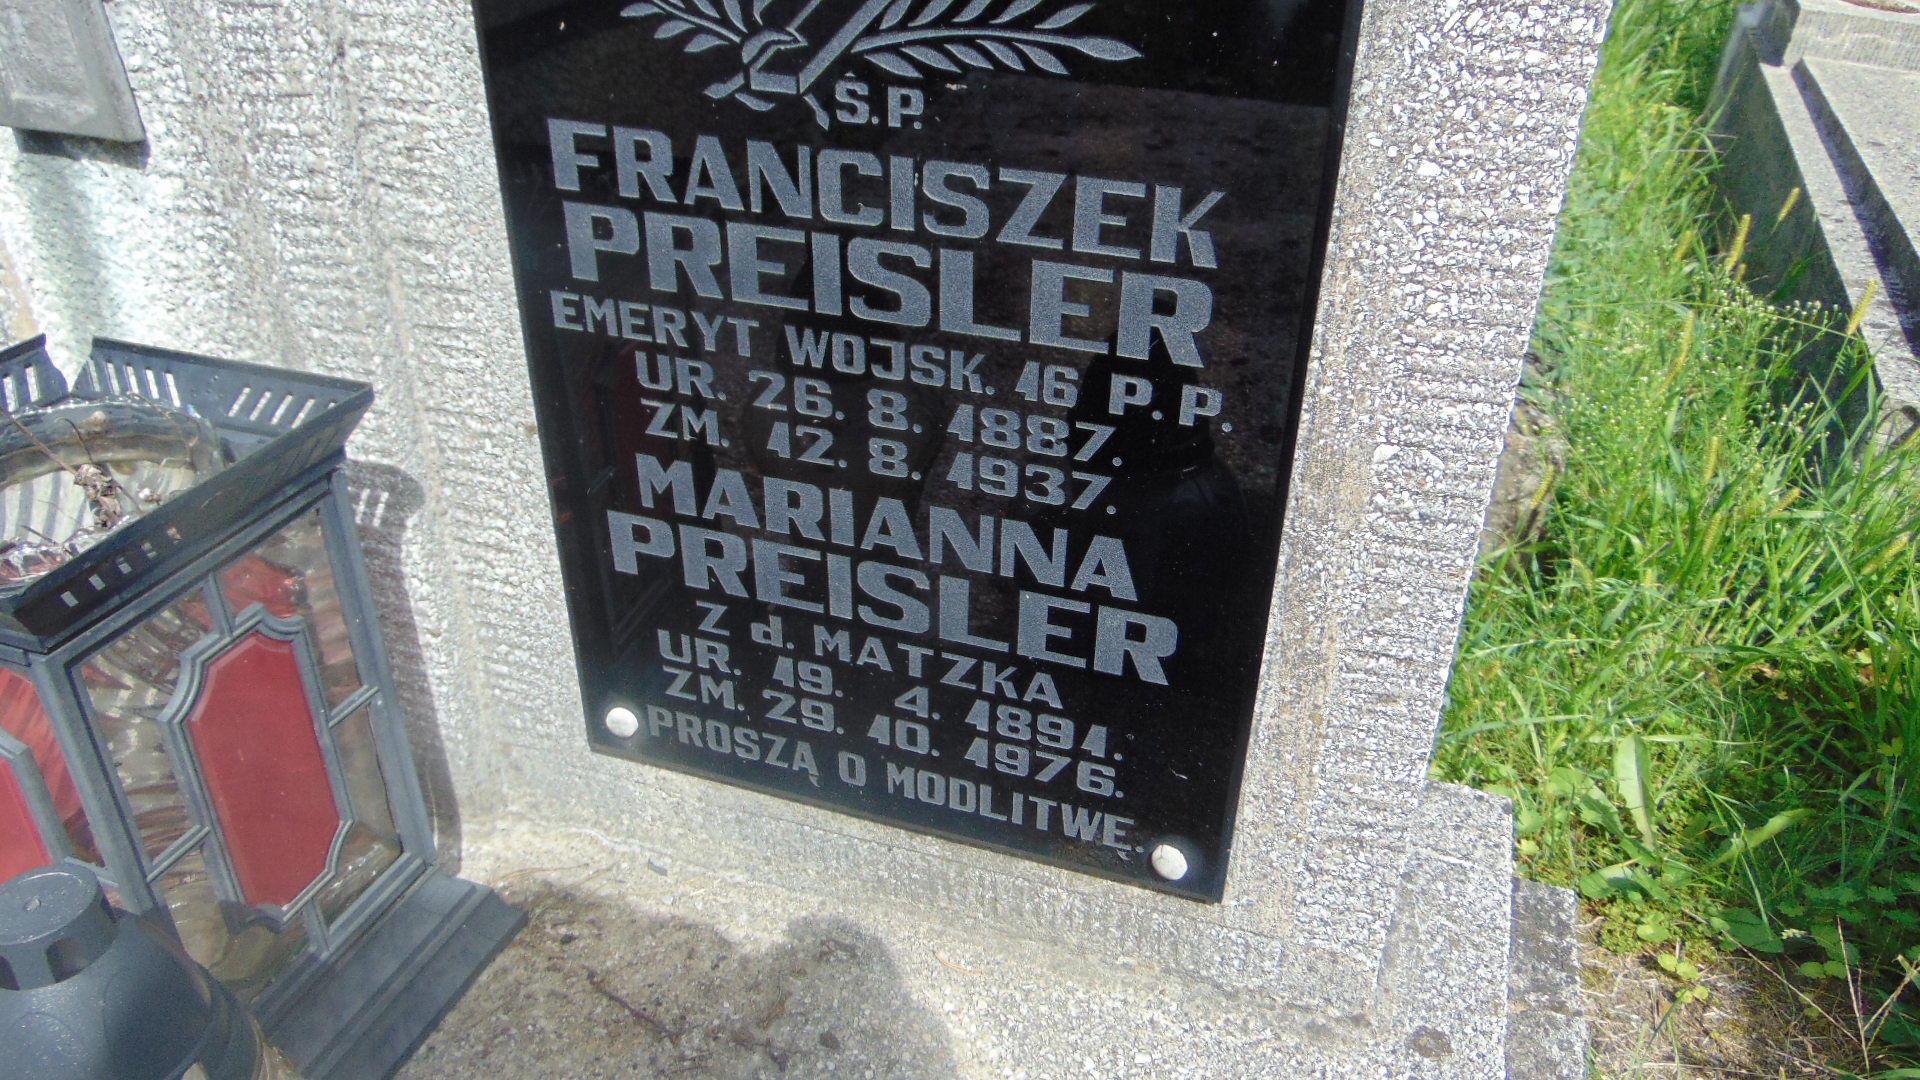 Ś.P.
FRANCISZEK
PREISLER
EMERYT WOJSK. 16 P.P.
UR. 26. 8. 1887.
ZM. 12. 8. 1937.
MARIANNA
PREISLER
Z d. MATZKA
UR. 19. 4. 1891.
ZM. 29. 10. 1976.
PROSZĄ O MODLITWĘ.